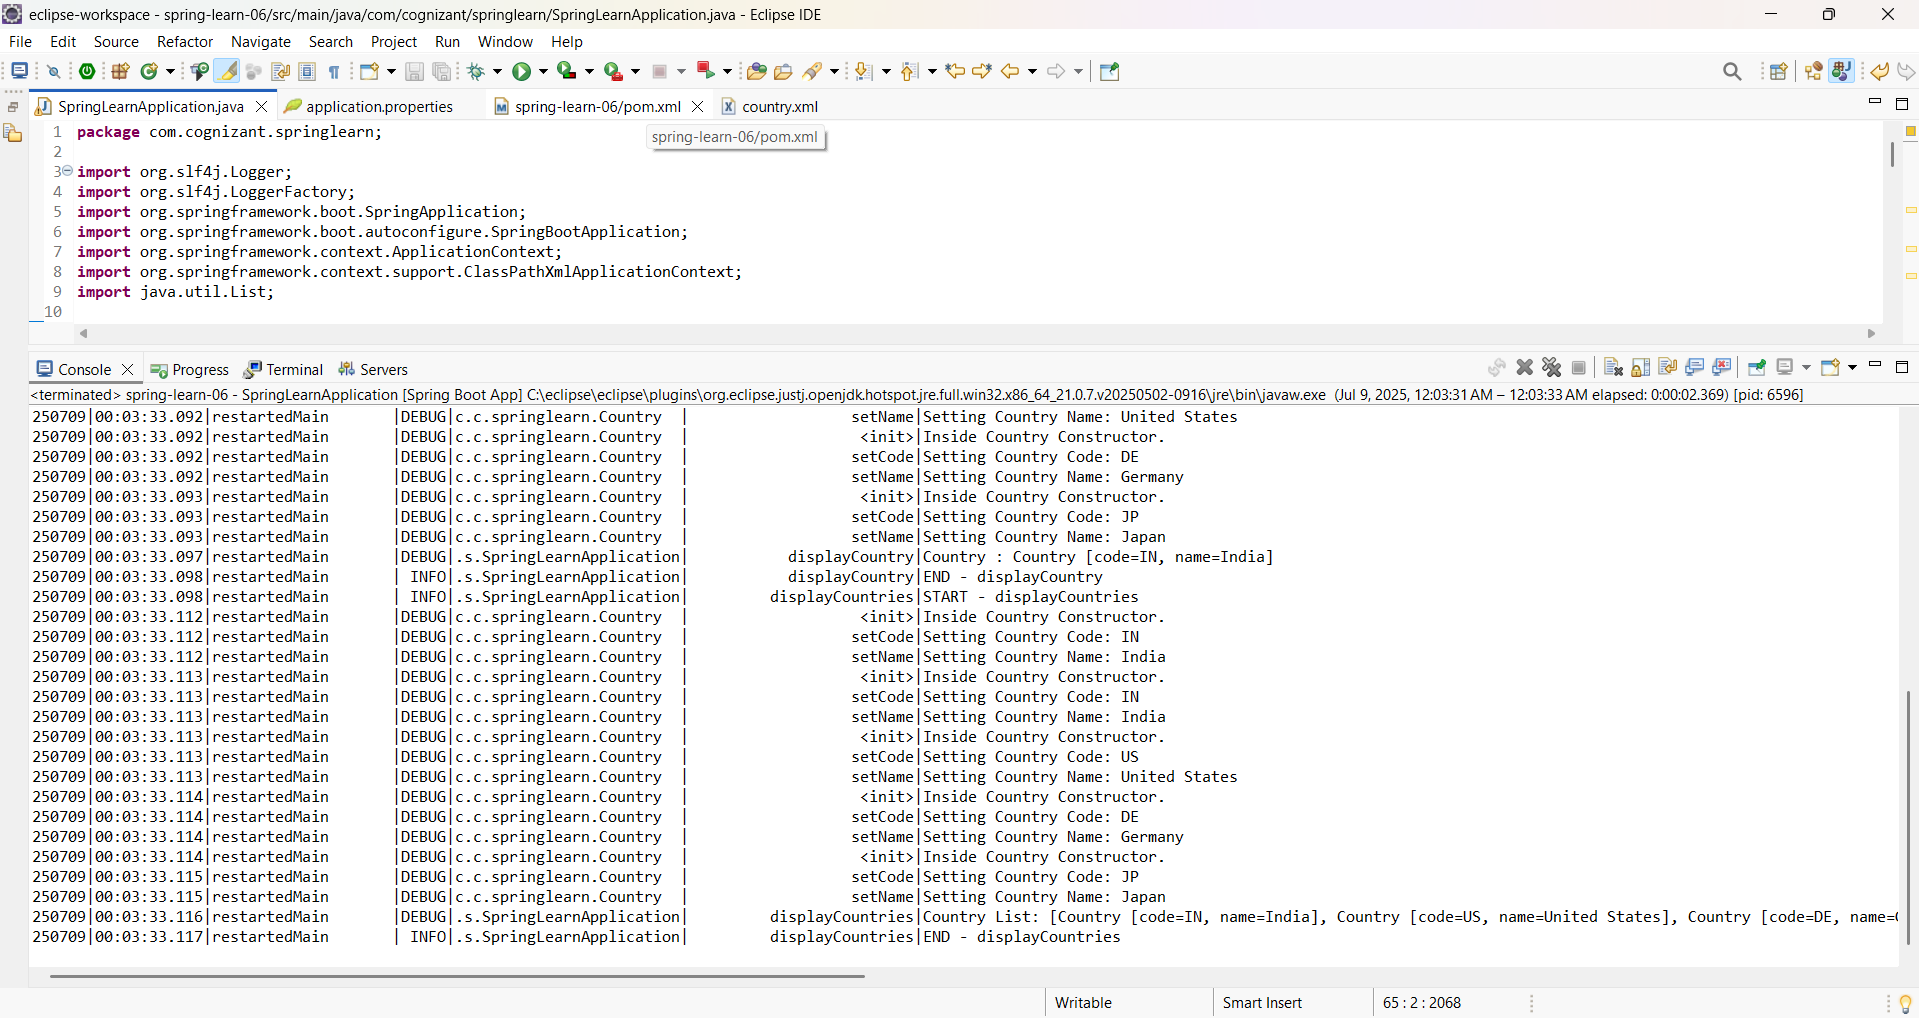 eclipse-workspace - spring-learn-06/src/main/java/com/cognizant/springlearn/SpringLearnApplication.java - Eclipse IDE
File Edit Source Refactor Navigate Search Project Run Window Help
SpringLearnApplication.java application.properties spring-learn-06/pom.xml country.xml
spring-learn-06/pom.xml
1 package com.cognizant.springlearn;
2
3 import org.slf4j.Logger;
4 import org.slf4j.LoggerFactory;
5 import org.springframework.boot.SpringApplication;
6 import org.springframework.boot.autoconfigure.SpringBootApplication;
7 import org.springframework.context.ApplicationContext;
8 import org.springframework.context.support.ClassPathXmlApplicationContext;
9 import java.util.List;
10
Console Progress Terminal Servers
<terminated> spring-learn-06 - SpringLearnApplication [Spring Boot App] C:\eclipse\eclipse\plugins\org.eclipse.justj.openjdk.hotspot.jre.full.win32.x86_64_21.0.7.v20250502-0916\jre\bin\javaw.exe (Jul 9, 2025, 12:03:31 AM – 12:03:33 AM elapsed: 0:00:02.369) [pid: 6596]
250709|00:03:33.092|restartedMain |DEBUG|c.c.springlearn.Country | setName|Setting Country Name: United States
250709|00:03:33.092|restartedMain |DEBUG|c.c.springlearn.Country | <init>|Inside Country Constructor.
250709|00:03:33.092|restartedMain |DEBUG|c.c.springlearn.Country | setCode|Setting Country Code: DE
250709|00:03:33.092|restartedMain |DEBUG|c.c.springlearn.Country | setName|Setting Country Name: Germany
250709|00:03:33.093|restartedMain |DEBUG|c.c.springlearn.Country | <init>|Inside Country Constructor.
250709|00:03:33.093|restartedMain |DEBUG|c.c.springlearn.Country | setCode|Setting Country Code: JP
250709|00:03:33.093|restartedMain |DEBUG|c.c.springlearn.Country | setName|Setting Country Name: Japan
250709|00:03:33.097|restartedMain |DEBUG|.s.SpringLearnApplication| displayCountry|Country : Country [code=IN, name=India]
250709|00:03:33.098|restartedMain | INFO|.s.SpringLearnApplication| displayCountry|END - displayCountry
250709|00:03:33.098|restartedMain | INFO|.s.SpringLearnApplication| displayCountries|START - displayCountries
250709|00:03:33.112|restartedMain |DEBUG|c.c.springlearn.Country | <init>|Inside Country Constructor.
250709|00:03:33.112|restartedMain |DEBUG|c.c.springlearn.Country | setCode|Setting Country Code: IN
250709|00:03:33.112|restartedMain |DEBUG|c.c.springlearn.Country | setName|Setting Country Name: India
250709|00:03:33.113|restartedMain |DEBUG|c.c.springlearn.Country | <init>|Inside Country Constructor.
250709|00:03:33.113|restartedMain |DEBUG|c.c.springlearn.Country | setCode|Setting Country Code: IN
250709|00:03:33.113|restartedMain |DEBUG|c.c.springlearn.Country | setName|Setting Country Name: India
250709|00:03:33.113|restartedMain |DEBUG|c.c.springlearn.Country | <init>|Inside Country Constructor.
250709|00:03:33.113|restartedMain |DEBUG|c.c.springlearn.Country | setCode|Setting Country Code: US
250709|00:03:33.113|restartedMain |DEBUG|c.c.springlearn.Country | setName|Setting Country Name: United States
250709|00:03:33.114|restartedMain |DEBUG|c.c.springlearn.Country | <init>|Inside Country Constructor.
250709|00:03:33.114|restartedMain |DEBUG|c.c.springlearn.Country | setCode|Setting Country Code: DE
250709|00:03:33.114|restartedMain |DEBUG|c.c.springlearn.Country | setName|Setting Country Name: Germany
250709|00:03:33.114|restartedMain |DEBUG|c.c.springlearn.Country | <init>|Inside Country Constructor.
250709|00:03:33.115|restartedMain |DEBUG|c.c.springlearn.Country | setCode|Setting Country Code: JP
250709|00:03:33.115|restartedMain |DEBUG|c.c.springlearn.Country | setName|Setting Country Name: Japan
250709|00:03:33.116|restartedMain |DEBUG|.s.SpringLearnApplication| displayCountries|Country List: [Country [code=IN, name=India], Country [code=US, name=United States], Country [code=DE, name=
250709|00:03:33.117|restartedMain | INFO|.s.SpringLearnApplication| displayCountries|END - displayCountries
Writable Smart Insert 65 : 2 : 2068